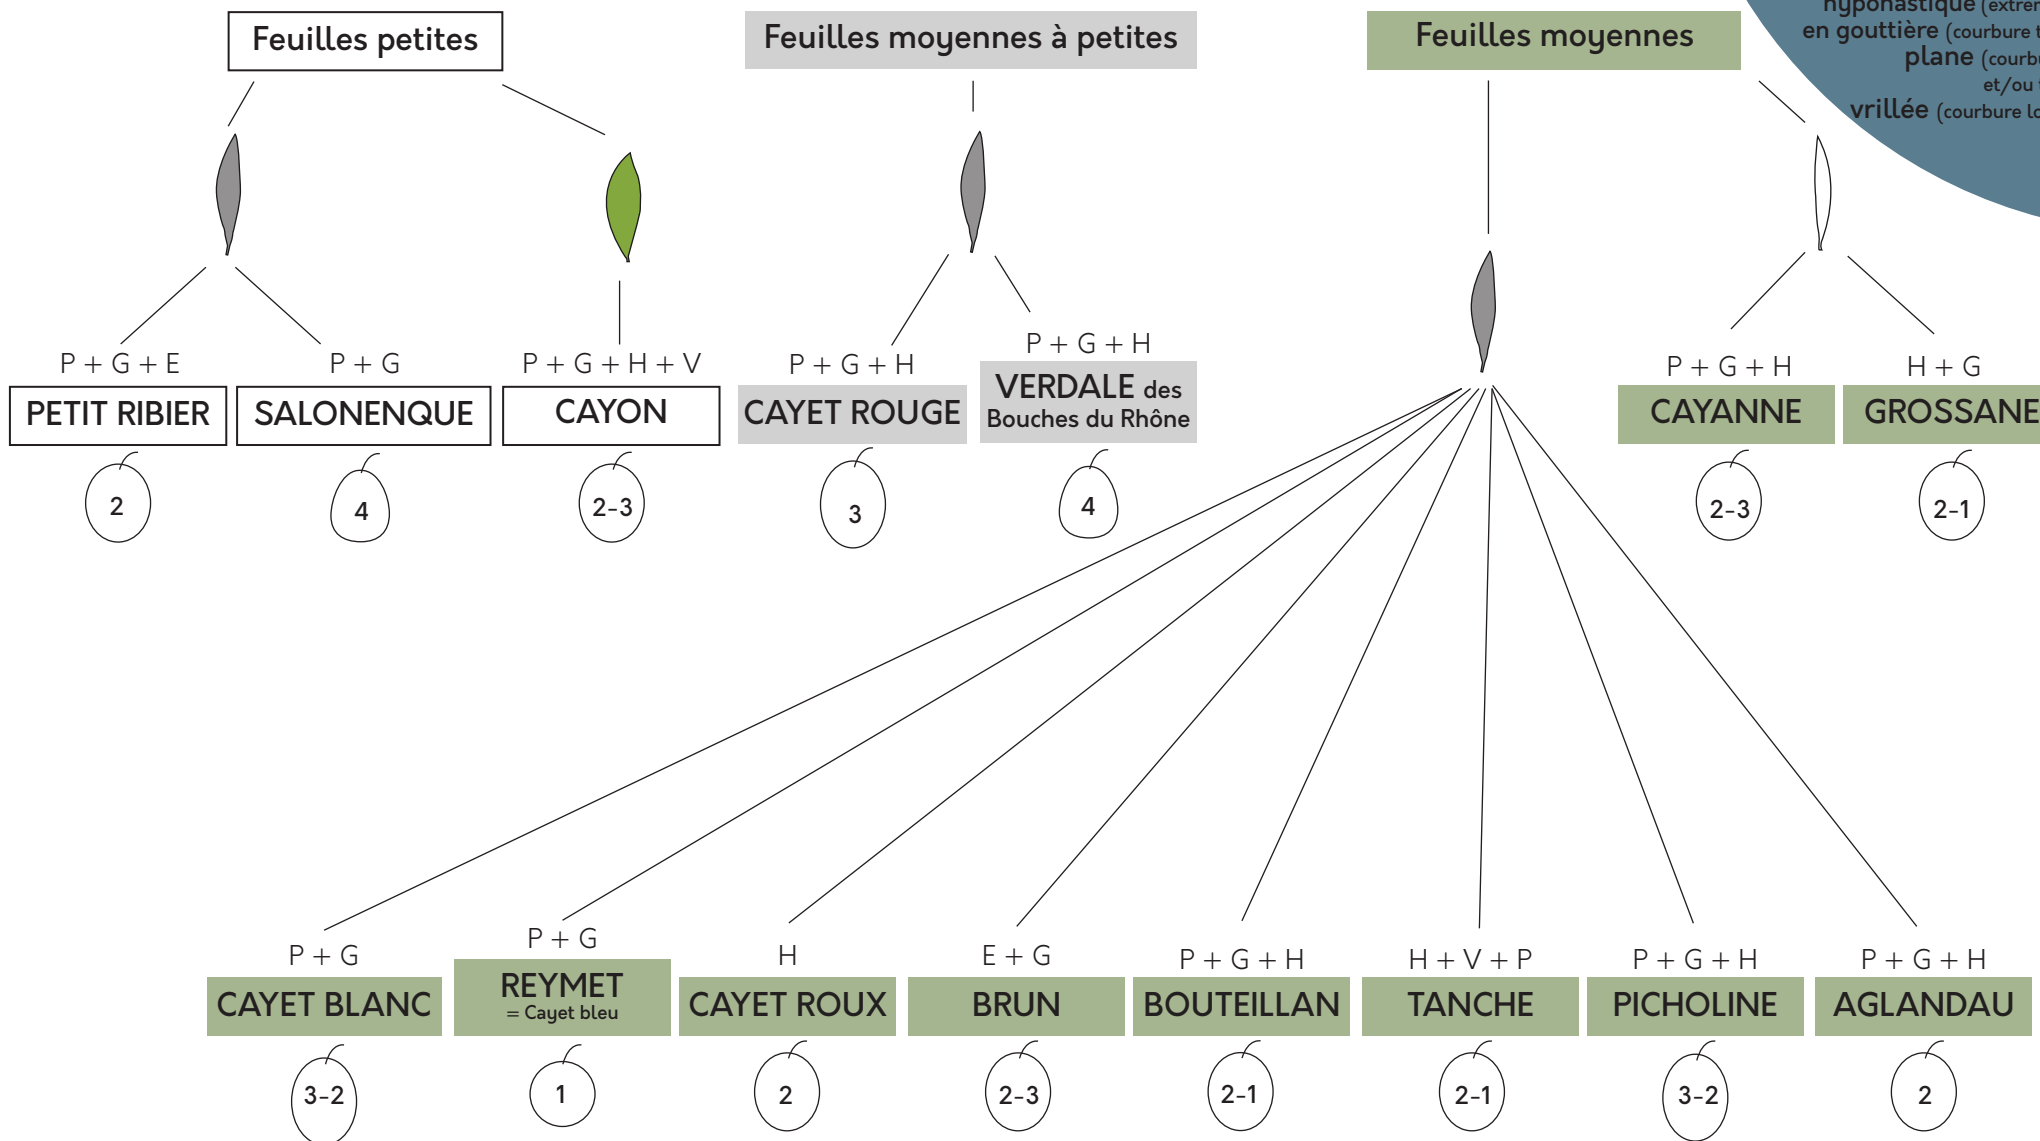 Feuilles petites
Feuilles moyennes à petites
Feuilles moyennes
hyponastique
en gouttière (courbure
plane
et/ou
vrillée (courbure
P + G + E
PETIT RIBIER
2
P + G
SALONENQUE
4
P + G + H + V
CAYON
2-3
P + G + H
CAYET ROUGE
3
P + G + H
VERDALE des
Bouches du Rhône
4
P + G + H
CAYANNE
2-3
H + G
GROSSANE
2-1
P + G
CAYET BLANC
3-2
P + G
REYMET
= Cayet bleu
1
H
CAYET ROUX
2
E + G
BRUN
2-3
P + G + H
BOUTEILLAN
2-1
H + V + P
TANCHE
2-1
P + G + H
PICHOLINE
3-2
P + G + H
AGLANDAU
2